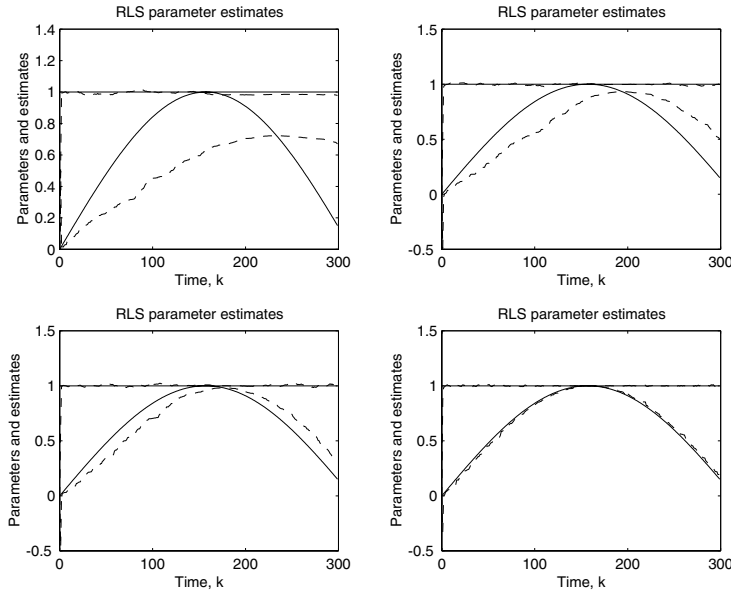 RLS parameter estimates
Parameters and estimates
1.4
1.2
1
0.8
0.6
0.4
0.2
0
0 100 200 300
Time, k
RLS parameter estimates
Parameters and estimates
1.5
1
0.5
0
-0.5
0 100 200 300
Time, k
RLS parameter estimates
Parameters and estimates
1.5
1
0.5
0
-0.5
0 100 200 300
Time, k
RLS parameter estimates
Parameters and estimates
1.5
1
0.5
0
-0.5
0 100 200 300
Time, k